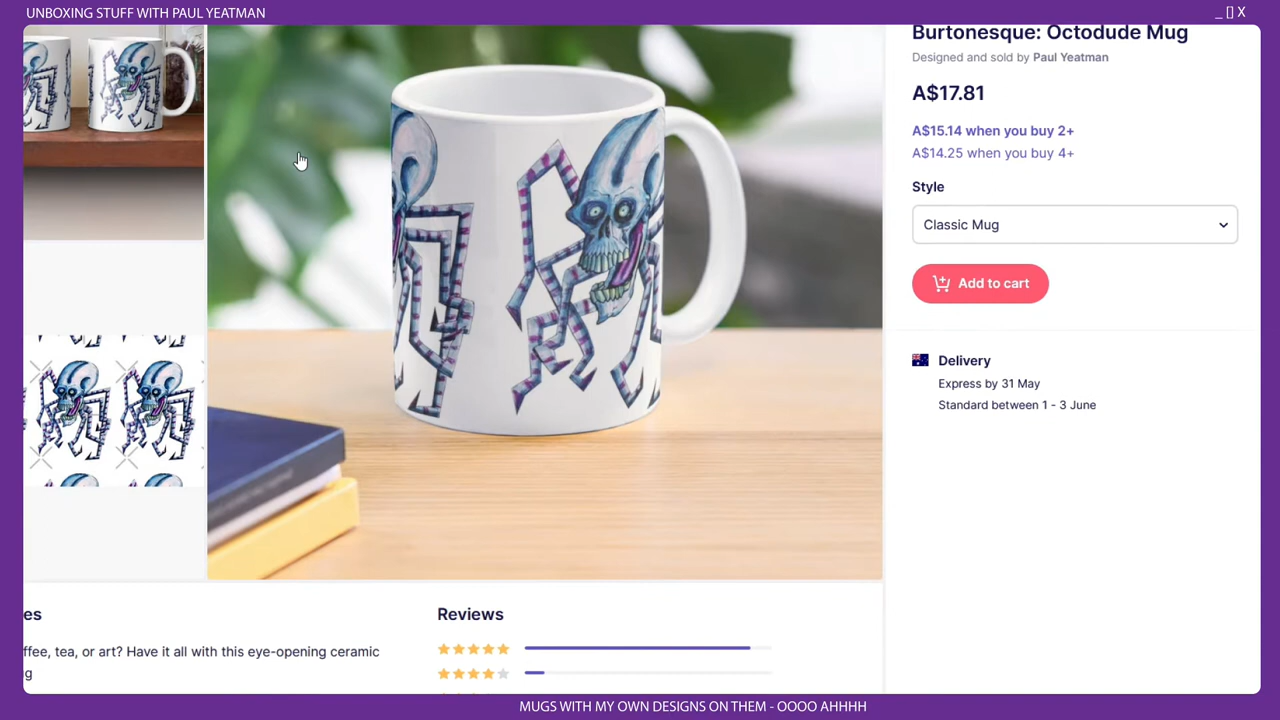 UNBOXING STUFF WITH PAUL YEATMAN
_ [] X
Burtonesque: Octodude Mug
Designed and sold by Paul Yeatman
A$17.81
A$15.14 when you buy 2+
A$14.25 when you buy 4+
Style
Classic Mug
Add to cart
Delivery
Express by 31 May
Standard between 1 - 3 June
es
ffee, tea, or art? Have it all with this eye-opening ceramic
g
Reviews
MUGS WITH MY OWN DESIGNS ON THEM - OOOO AHHHH